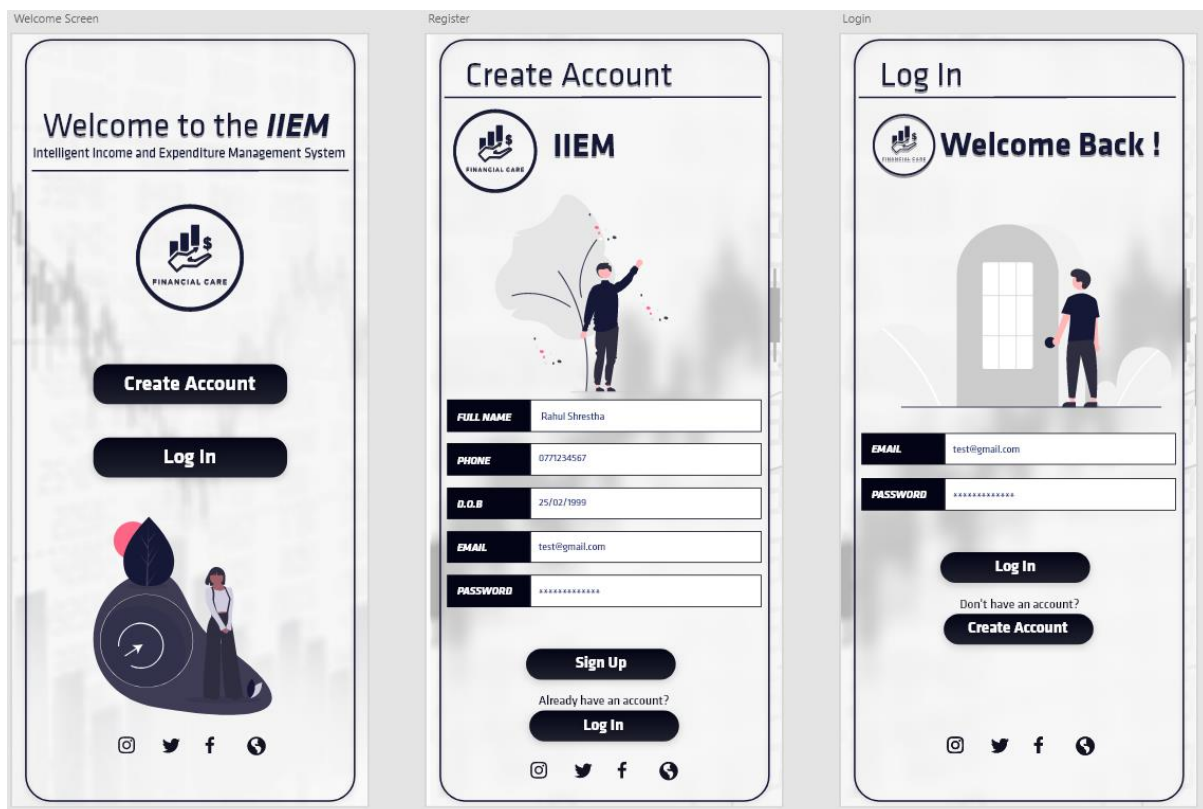 Welcome Screen
Welcome to the IIEM
Intelligent Income and Expenditure Management System
$
FINANCIAL CARE
Create Account
Log In
Register
Create Account
$
FINANCIAL CARE
IIEM
FULL NAME Rahul Shrestha
PHONE 0771234567
D.O.B 25/02/1999
EMAIL test@gmail.com
PASSWORD *************
Sign Up
Already have an account?
Log In
Login
Log In
$
FINANCIAL CARE
Welcome Back !
EMAIL test@gmail.com
PASSWORD *************
Log In
Don't have an account?
Create Account